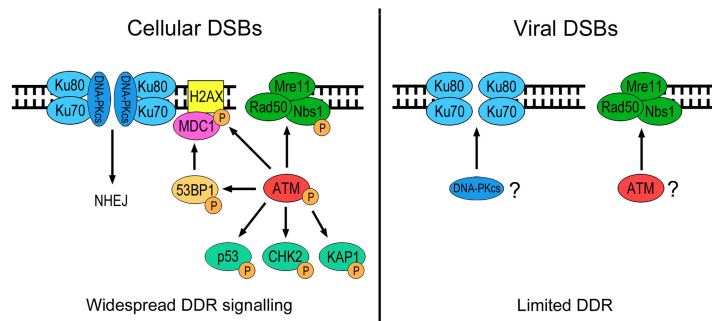 Cellular DSBs
Viral DSBs
Ku80
DNA-PKcs
DNA-PKcs
Ku80
Ku70
Ku70
H2AX
MDC1
P
Mre11
Rad50
Nbs1
P
NHEJ
53BP1
P
ATM
P
p53
P
CHK2
P
KAP1
P
Widespread DDR signalling
Ku80
Ku80
Ku70
Ku70
Mre11
Rad50
Nbs1
DNA-PKcs ?
ATM ?
Limited DDR